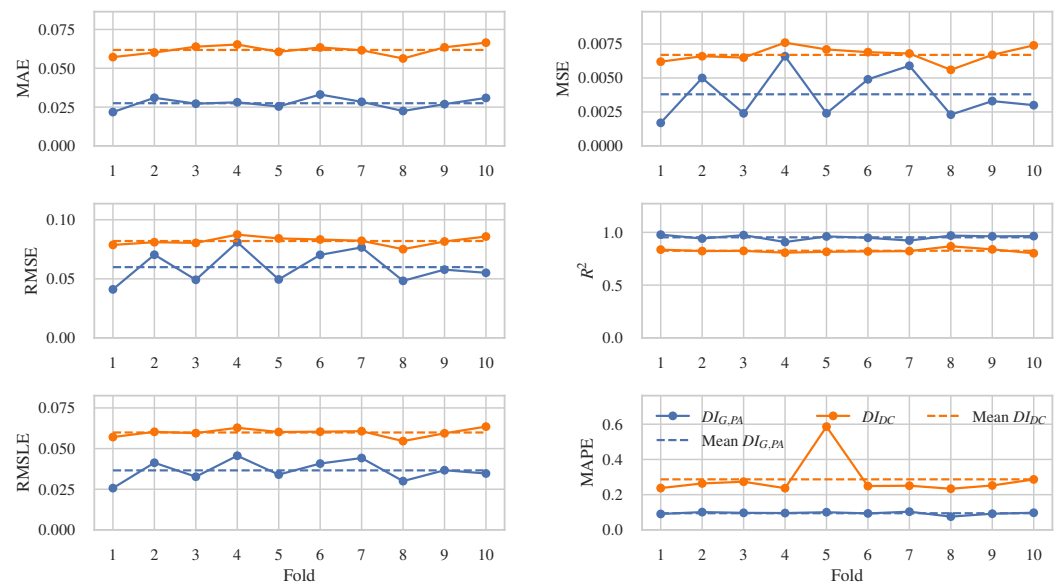 MAE
0.075
0.050
0.025
0.000
1 2 3 4 5 6 7 8 9 10
MSE
0.0075
0.0050
0.0025
0.0000
1 2 3 4 5 6 7 8 9 10
RMSE
0.10
0.05
0.00
1 2 3 4 5 6 7 8 9 10
R²
1.0
0.5
0.0
1 2 3 4 5 6 7 8 9 10
RMSLE
0.075
0.050
0.025
0.000
1 2 3 4 5 6 7 8 9 10
Fold
MAPE
0.6
0.4
0.2
0.0
DI_{G,PA} DI_{DC} Mean DI_{DC}
Mean DI_{G,PA}
1 2 3 4 5 6 7 8 9 10
Fold